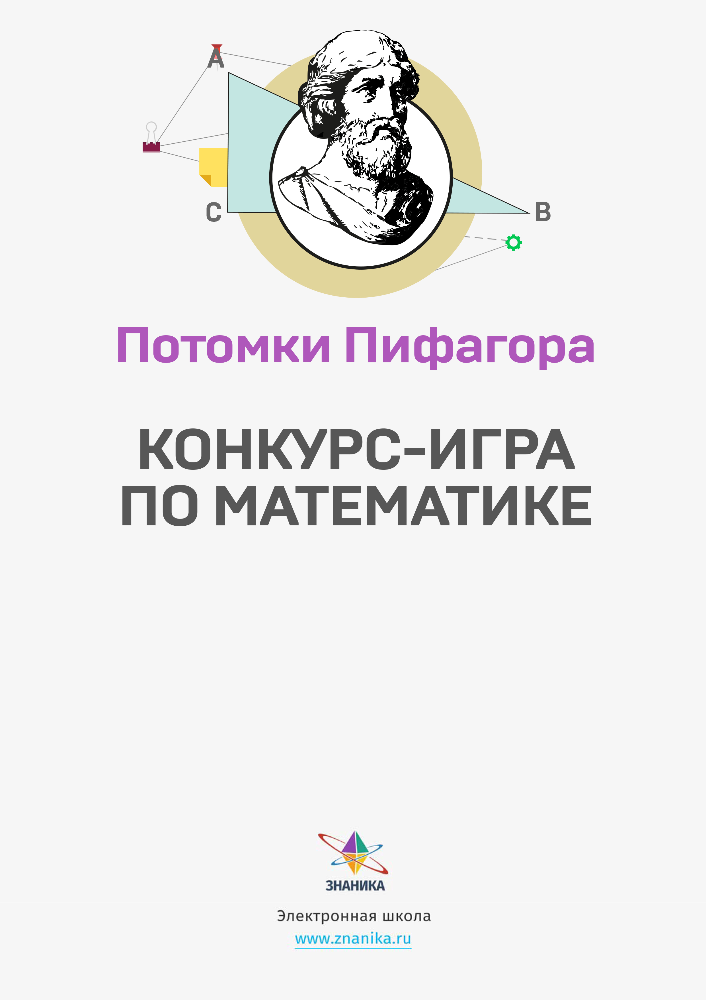 A
C
B
Потомки Пифагора
КОНКУРС-ИГРА
ПО МАТЕМАТИКЕ
ЗНАНИКА
Электронная школа
www.znanika.ru